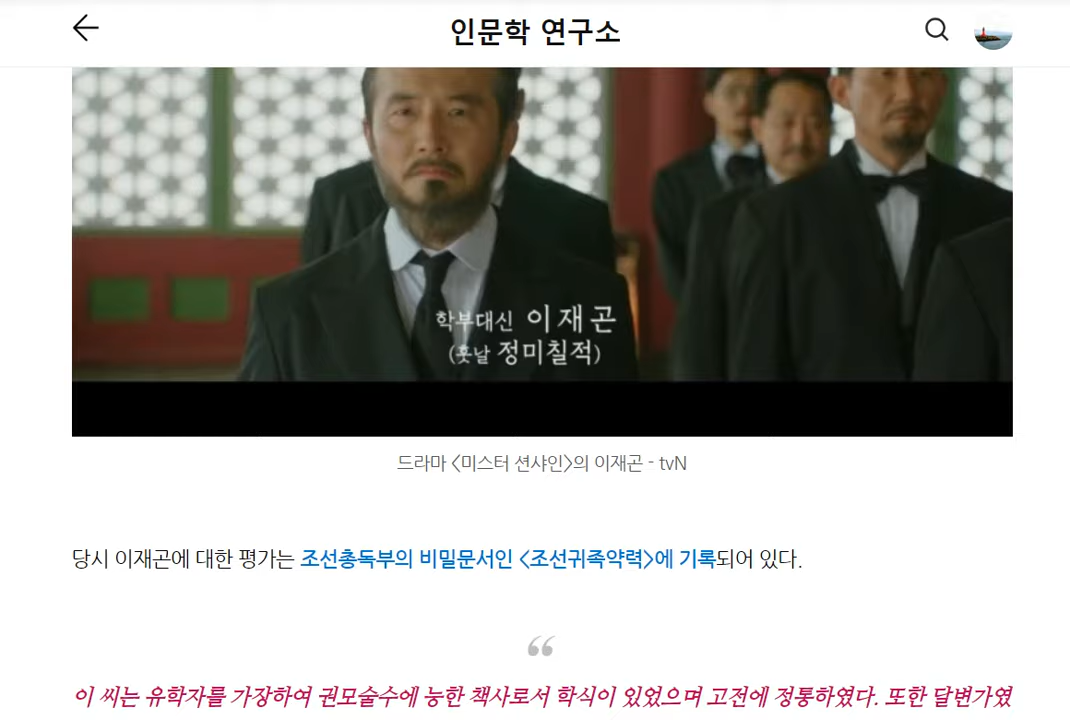 인문학 연구소
학부대신 이재곤
(훗날 정미칠적)
드라마 <미스터 션샤인>의 이재곤 - tvN
당시 이재곤에 대한 평가는 조선총독부의 비밀문서인 <조선귀족약력>에 기록되어 있다.
“
이 씨는 유학자를 가장하여 권모술수에 능한 책사로서 학식이 있었으며 고전에 정통하였다. 또한 달변가였